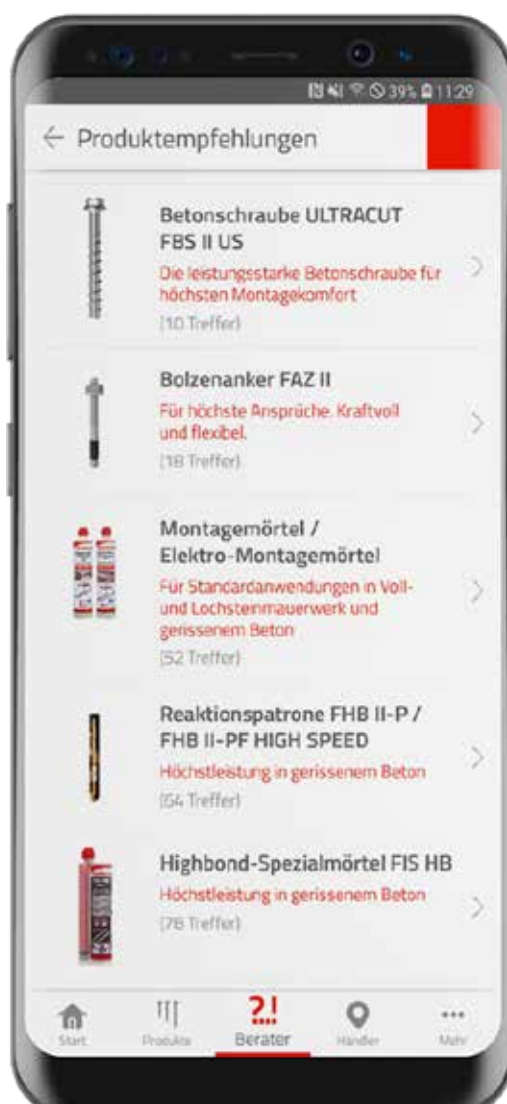 39% 11:29
← Produktempfehlungen
Betonschraube ULTRACUT
FBS II US
Die leistungsstarke Betonschraube für
höchsten Montagekomfort
(10 Treffer)
Bolzenanker FAZ II
Für höchste Ansprüche. Kraftvoll
und flexibel.
(18 Treffer)
Montagemörtel /
Elektro-Montagemörtel
Für Standardanwendungen in Voll-
und Lochsteinmauerwerk und
gerissenem Beton
(52 Treffer)
Reaktionspatrone FHB II-P /
FHB II-PF HIGH SPEED
Höchstleistung in gerissenem Beton
(64 Treffer)
Highbond-Spezialmörtel FIS HB
Höchstleistung in gerissenem Beton
(78 Treffer)
?!
Start Produkte Berater Händler Mehr